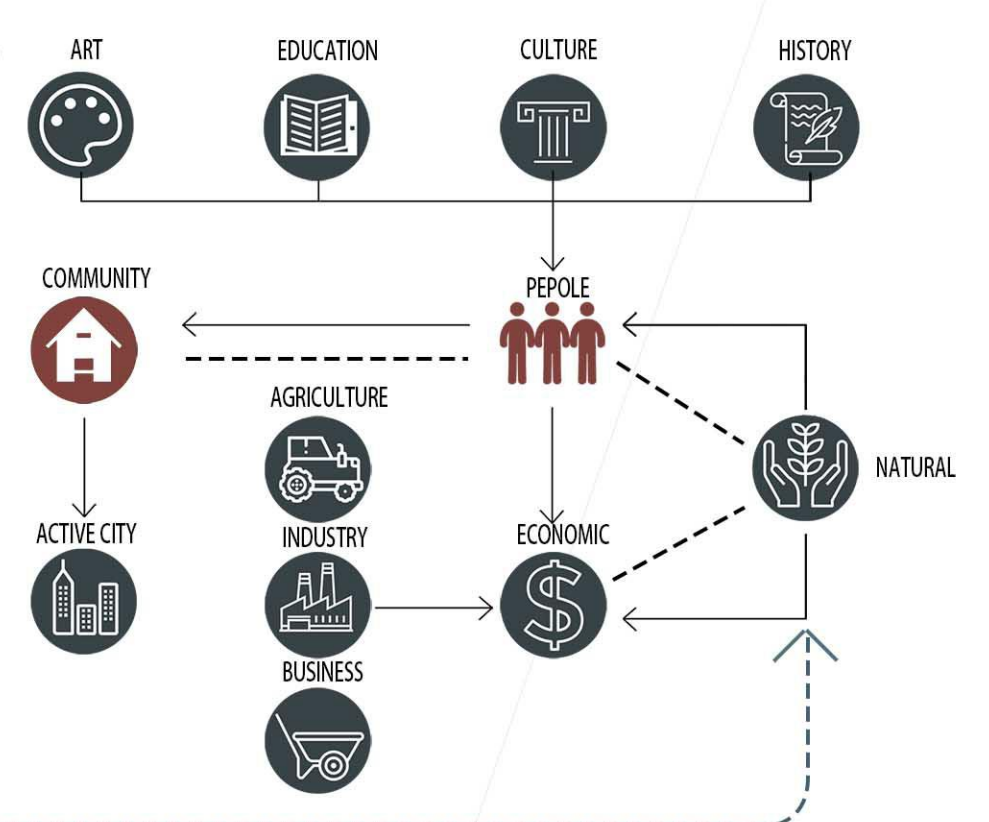 ART
EDUCATION
CULTURE
HISTORY
COMMUNITY
PEPOLE
AGRICULTURE
NATURAL
ACTIVE CITY
INDUSTRY
ECONOMIC
BUSINESS